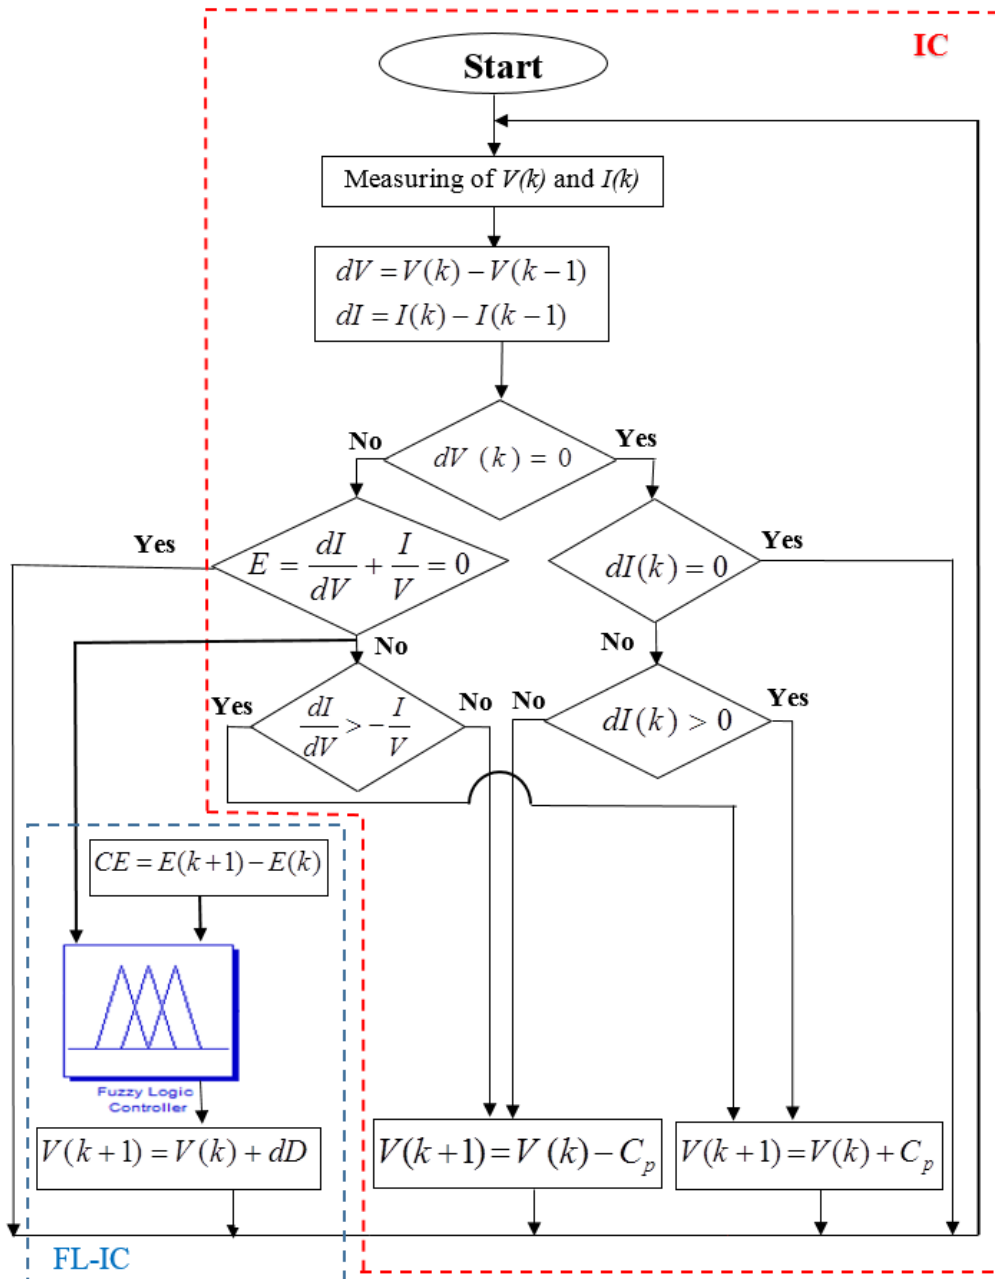 IC
Start
Measuring of V(k) and I(k)
dV = V(k) − V(k − 1)
dI = I(k) − I(k − 1)
No
Yes
dV (k) = 0
Yes
E = dI/dV + I/V = 0
dI(k) = 0
Yes
No
No
Yes
dI/dV > − I/V
No
No
dI(k) > 0
Yes
CE = E(k+1) − E(k)
Fuzzy Logic
Controller
V(k+1) = V(k) + dD
V(k+1) = V (k) − Cp
V(k+1) = V(k) + Cp
FL-IC